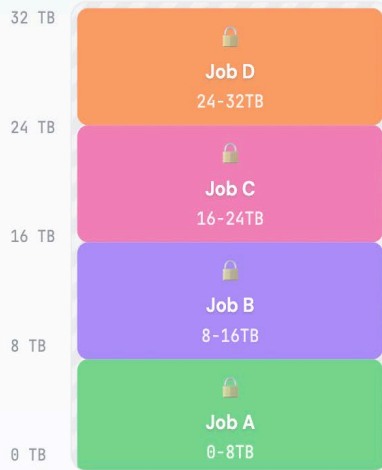 32 TB
Job D
24-32TB
24 TB
Job C
16-24TB
16 TB
Job B
8-16TB
8 TB
Job A
0-8TB
0 TB